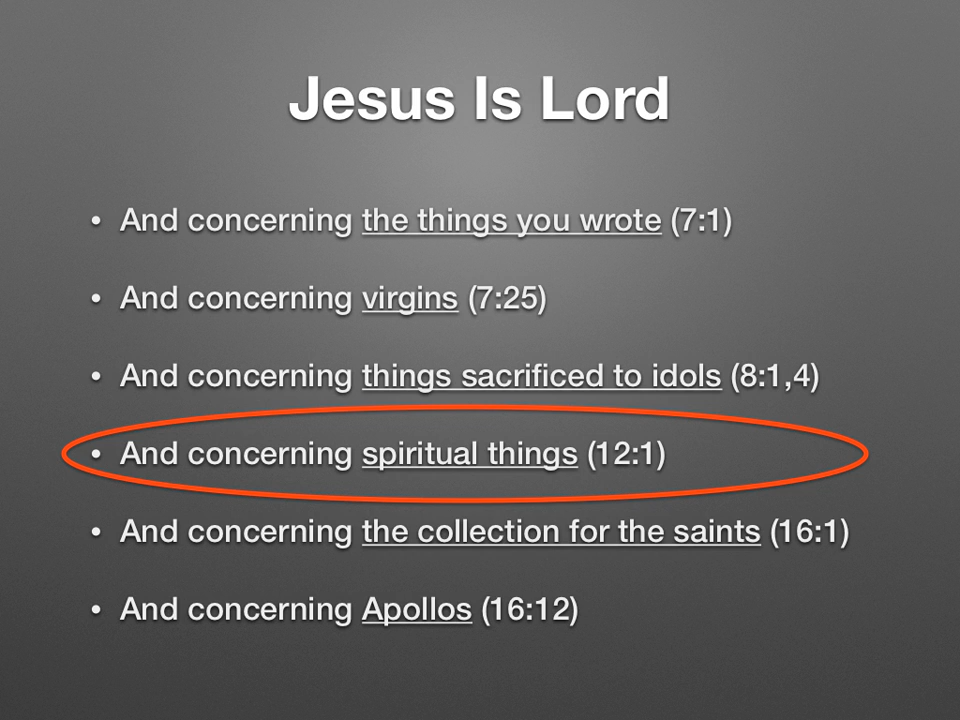 Jesus Is Lord
• And concerning the things you wrote (7:1)
• And concerning virgins (7:25)
• And concerning things sacrificed to idols (8:1,4)
• And concerning spiritual things (12:1)
• And concerning the collection for the saints (16:1)
• And concerning Apollos (16:12)